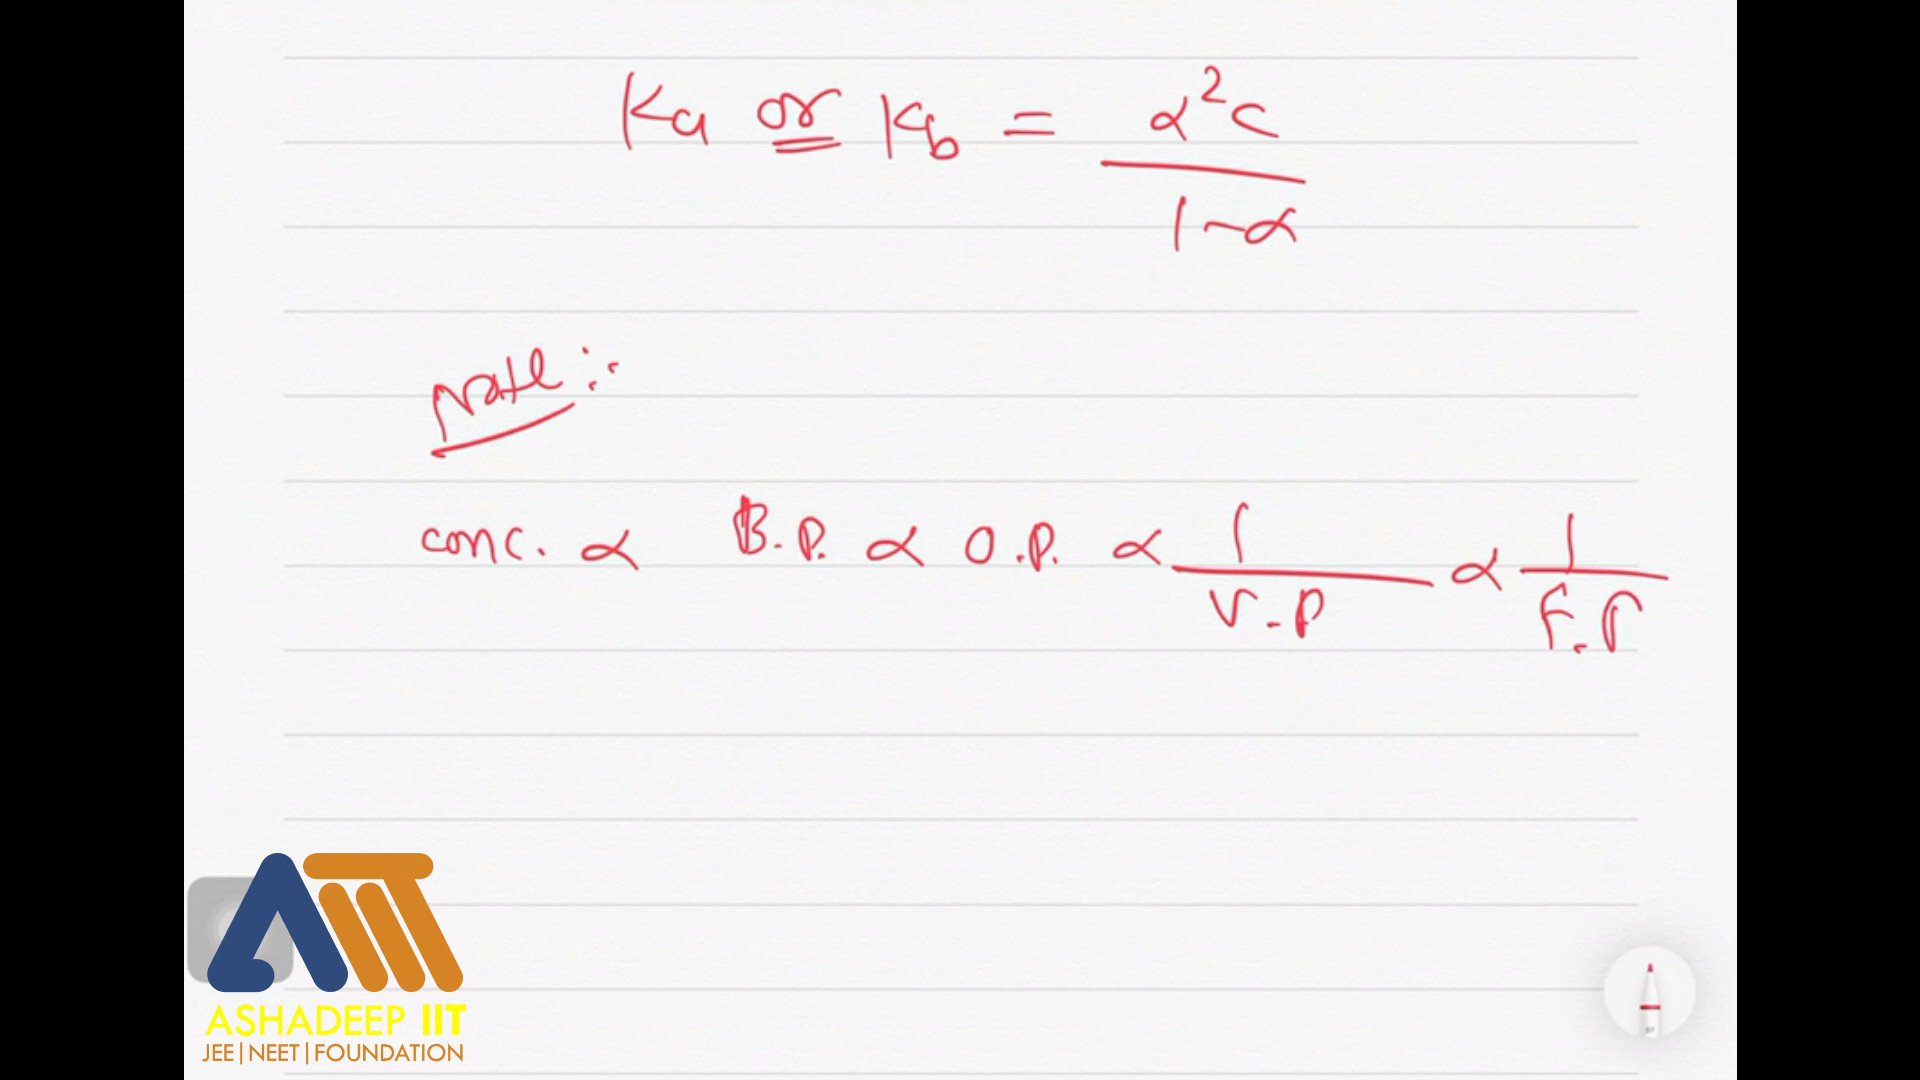 Ka or Kb = α²c / 1-α
Note :-
conc. ∝ B.P. ∝ O.P. ∝ 1 / V.P ∝ 1 / F.P
ASHADEEP IIT
JEE | NEET | FOUNDATION